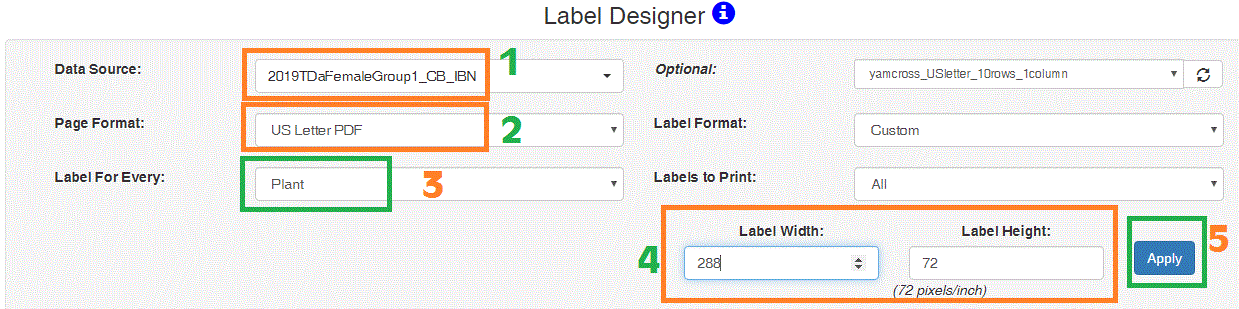 Label Designer
Data Source: 2019TDaFemaleGroup1_CB_IBN 1 Optional: yamcross_USletter_10rows_1column
Page Format: US Letter PDF 2 Label Format: Custom
Label For Every: Plant 3 Labels to Print: All
Label Width: Label Height:
4 288 72 Apply 5
(72 pixels/inch)